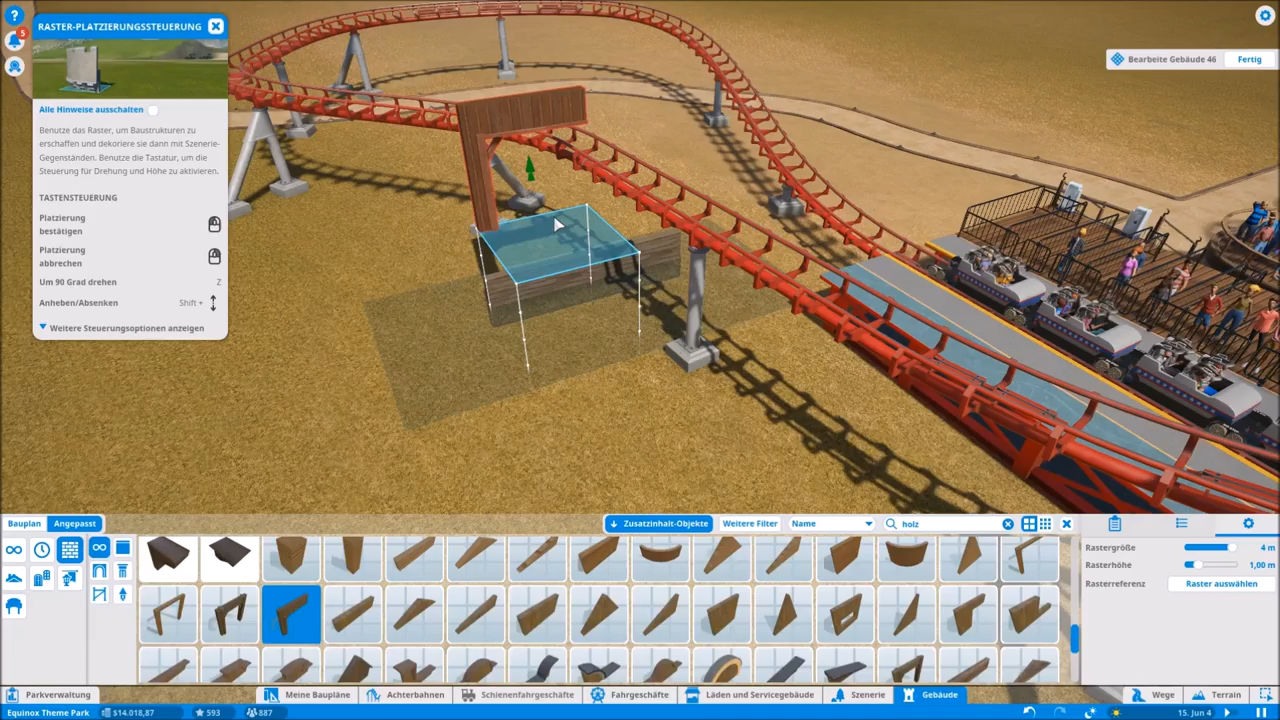 ?
5
RASTER-PLATZIERUNGSSTEUERUNG
Alle Hinweise ausschalten
Benutze das Raster, um Baustrukturen zu
erschaffen und dekoriere sie dann mit Szenerie-
Gegenständen. Benutze die Tastatur, um die
Steuerung für Drehung und Höhe zu aktivieren.
TASTENSTEUERUNG
Platzierung
bestätigen
Platzierung
abbrechen
Um 90 Grad drehen Z
Anheben/Absenken Shift +
Weitere Steuerungsoptionen anzeigen
Bearbeite Gebäude 46 Fertig
Bauplan Angepasst Zusatzinhalt-Objekte Weitere Filter Name holz
Rastergröße 4 m
Rasterhöhe 1,00 m
Rasterreferenz Raster auswählen
Parkverwaltung Meine Baupläne Achterbahnen Schienenfahrgeschäfte Fahrgeschäfte Läden und Servicegebäude Szenerie Gebäude Wege Terrain
Equinox Theme Park $14.018,87 593 887 15. Jun 4